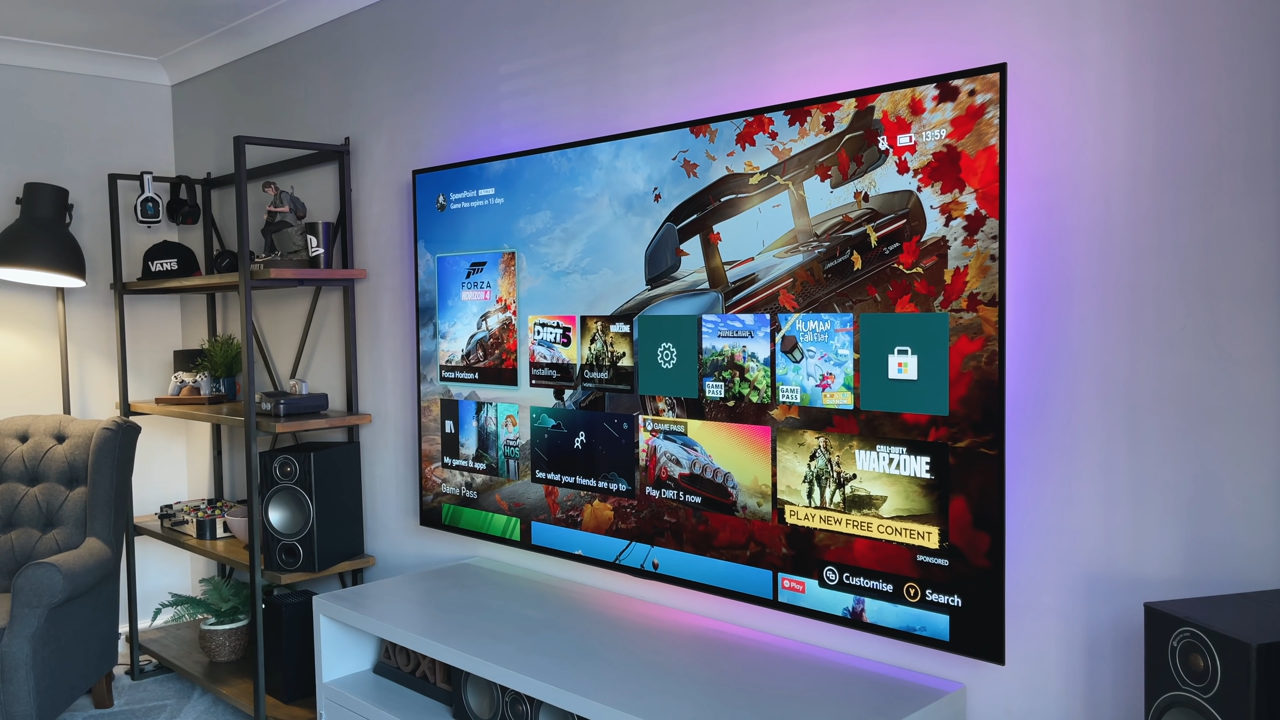 13:59
SpawnPoint ULTIMATE
Game Pass expires in 13 days
VANS
FORZA
HORIZON 4
Forza Horizon 4
DIRT 5
Installing...
WARZONE
Queued
MINECRAFT
GAME
PASS
HUMAN
fall flat
GAME
PASS
My games & apps
See what your friends are up to
GAME PASS
Play DIRT 5 now
CALL OF DUTY
WARZONE
PLAY NEW FREE CONTENT
SPONSORED
Game Pass
Play
Customise
Y Search